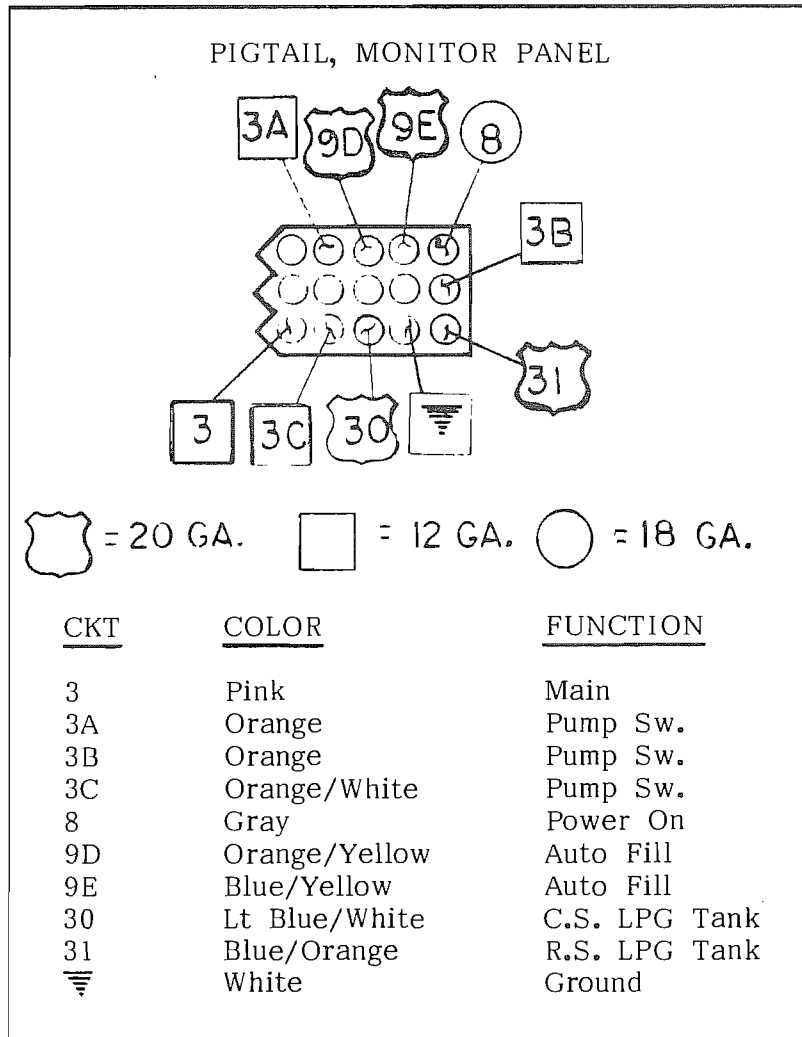 PIGTAIL, MONITOR PANEL
3A 9D 9E 8
3B
31
3 3C 30
= 20 GA. = 12 GA. = 18 GA.
CKT COLOR FUNCTION
3 Pink Main
3A Orange Pump Sw.
3B Orange Pump Sw.
3C Orange/White Pump Sw.
8 Gray Power On
9D Orange/Yellow Auto Fill
9E Blue/Yellow Auto Fill
30 Lt Blue/White C.S. LPG Tank
31 Blue/Orange R.S. LPG Tank
White Ground